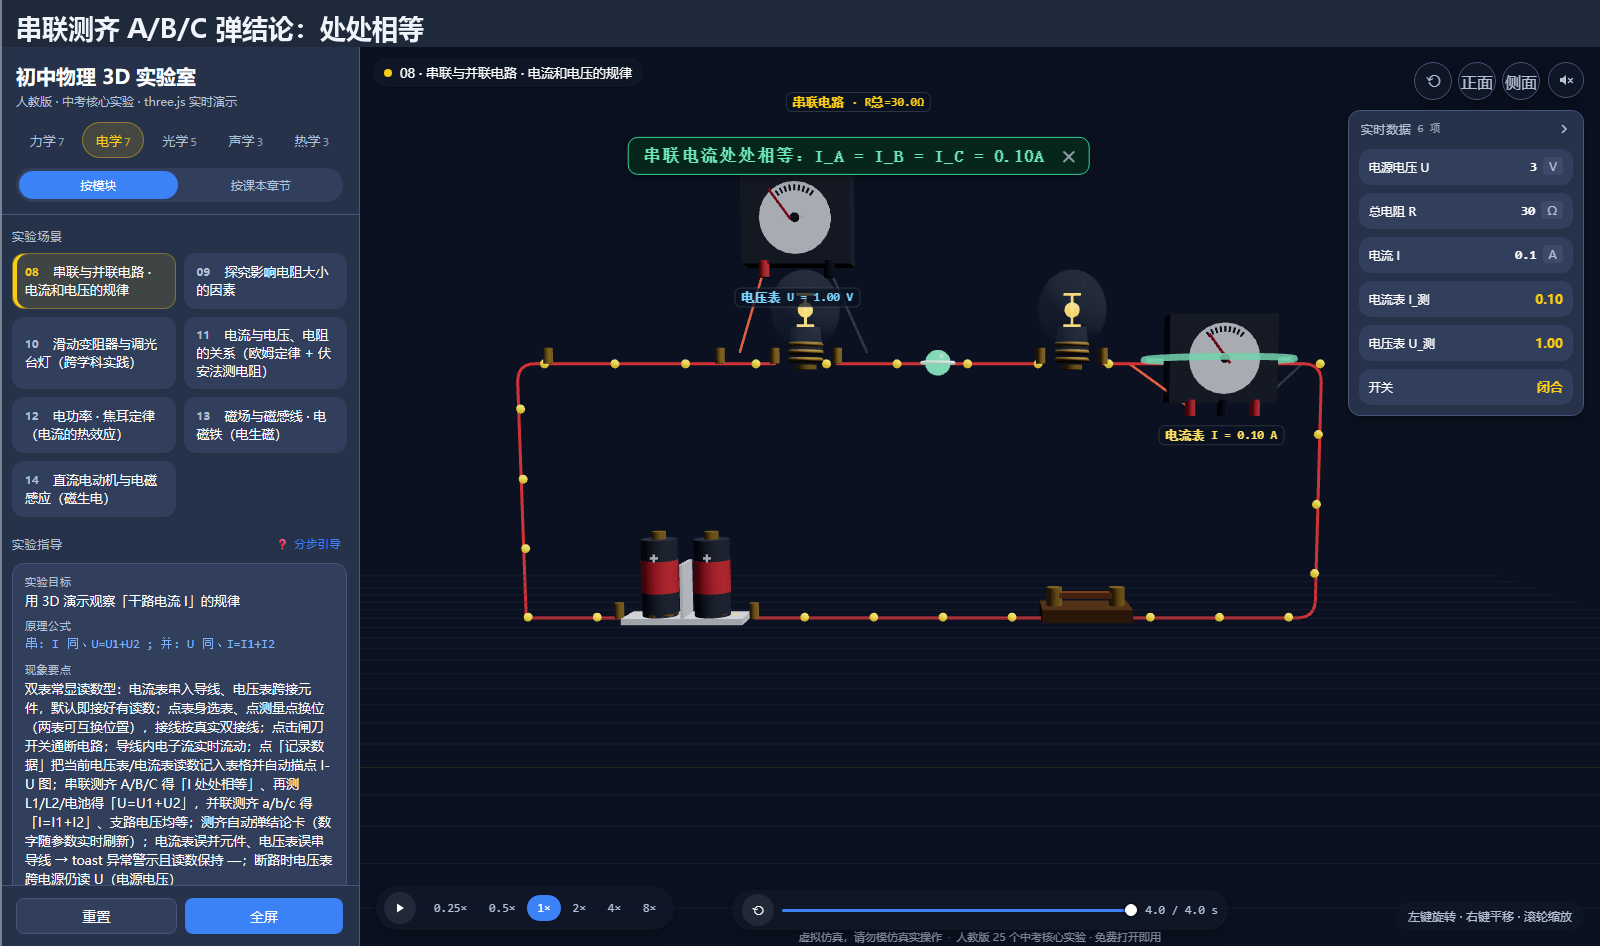 串联测齐 A/B/C 弹结论：处处相等
初中物理 3D 实验室
人教版 · 中考核心实验 · three.js 实时演示
力学 7
电学 7
光学 5
声学 3
热学 3
按模块
按课本章节
实验场景
08 串联与并联电路 ·
电流和电压的规律
09 探究影响电阻大小
的因素
10 滑动变阻器与调光
台灯（跨学科实践）
11 电流与电压、电阻
的关系（欧姆定律 + 伏
安法测电阻）
12 电功率 · 焦耳定律
（电流的热效应）
13 磁场与磁感线 · 电
磁铁（电生磁）
14 直流电动机与电磁
感应（磁生电）
实验指导
❓ 分步引导
实验目标
用 3D 演示观察「干路电流 I」的规律
原理公式
串: I 同、U=U1+U2 ; 并: U 同、I=I1+I2
现象要点
双表常显读数型：电流表串入导线、电压表跨接元
件，默认即接好有读数；点表身选表、点测量点换位
（两表可互换位置），接线按真实双接线；点击闸刀
开关通断电路；导线内电子流实时流动；点「记录数
据」把当前电压表/电流表读数记入表格并自动描点 I-
U 图；串联测齐 A/B/C 得「I 处处相等」、再测
L1/L2/电池得「U=U1+U2」，并联测齐 a/b/c 得
「I=I1+I2」、支路电压均等；测齐自动弹结论卡（数
字随参数实时刷新）；电流表误并元件、电压表误串
导线 → toast 异常警示且读数保持 —；断路时电压表
跨电源仍读 U（电源电压）
重置
全屏
08 · 串联与并联电路 · 电流和电压的规律
串联电路 · R总=30.0Ω
串联电流处处相等: I_A = I_B = I_C = 0.10A ✕
电压表 U = 1.00 V
电流表 I = 0.10 A
正面
侧面
实时数据 6 项
电源电压 U 3 V
总电阻 R 30 Ω
电流 I 0.1 A
电流表 I_测 0.10
电压表 U_测 1.00
开关 闭合
0.25× 0.5× 1× 2× 4× 8×
4.0 / 4.0 s
左键旋转 · 右键平移 · 滚轮缩放
虚拟仿真，请勿模仿真实操作 · 人教版 25 个中考核心实验 · 免费打开即用